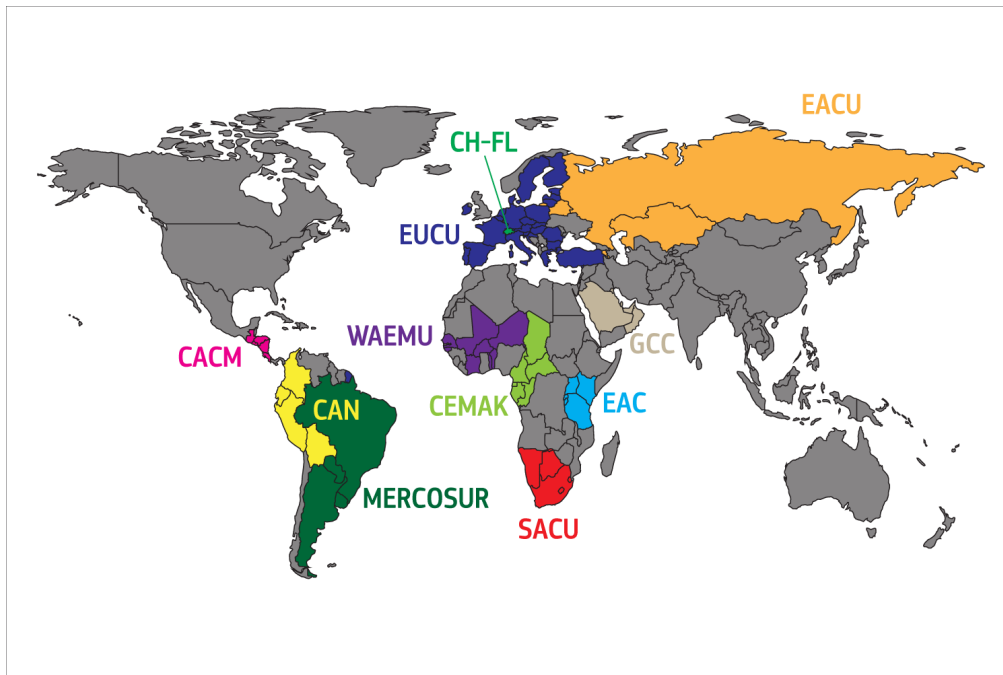 EACU
CH-FL
EUCU
WAEMU
GCC
CACM
CAN
CEMAK
EAC
MERCOSUR
SACU